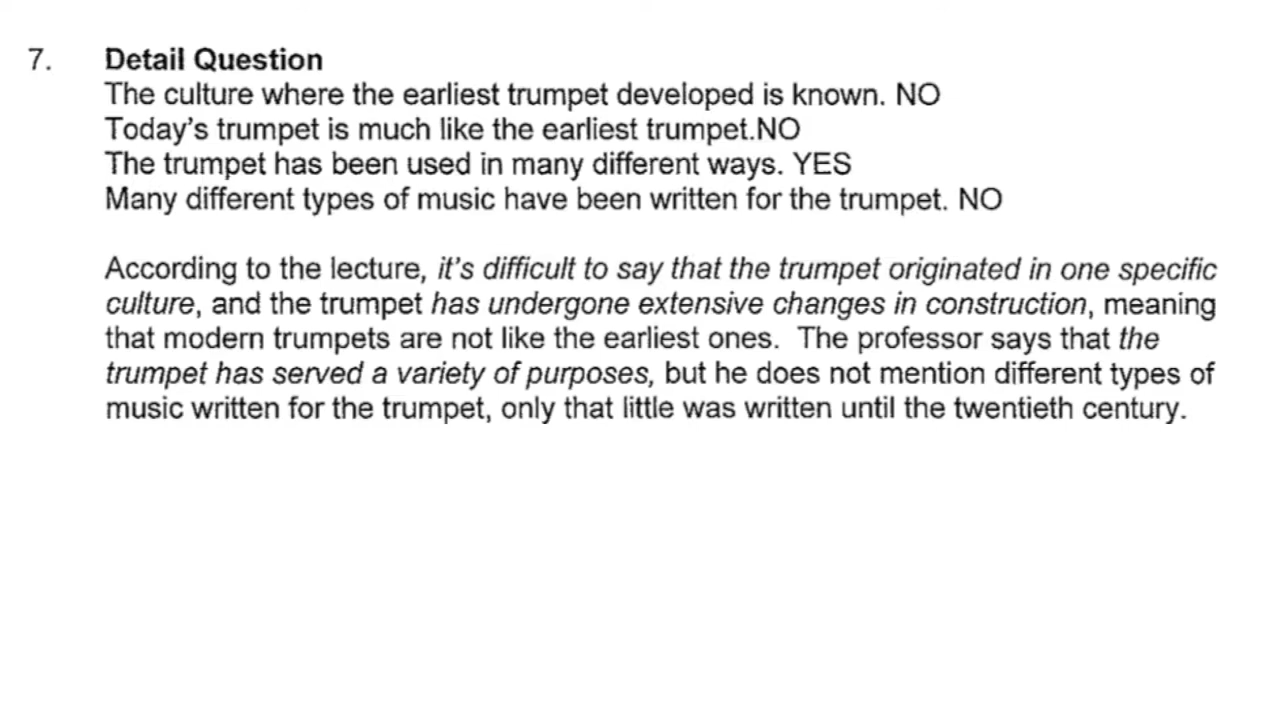 7. Detail Question
The culture where the earliest trumpet developed is known. NO
Today's trumpet is much like the earliest trumpet.NO
The trumpet has been used in many different ways. YES
Many different types of music have been written for the trumpet. NO
According to the lecture, it's difficult to say that the trumpet originated in one specific
culture, and the trumpet has undergone extensive changes in construction, meaning
that modern trumpets are not like the earliest ones. The professor says that the
trumpet has served a variety of purposes, but he does not mention different types of
music written for the trumpet, only that little was written until the twentieth century.